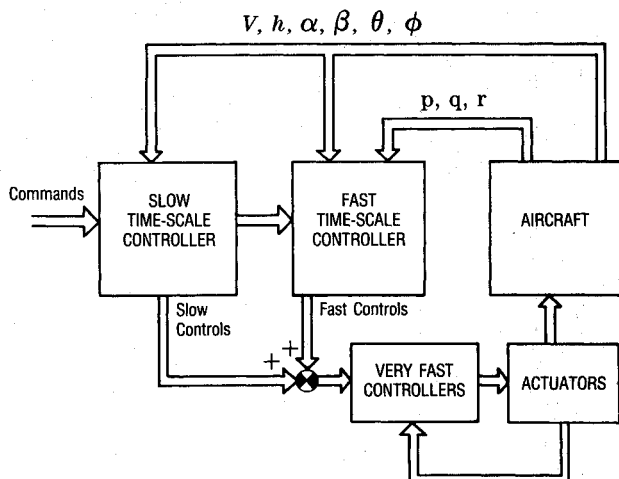 V, h, α, β, θ, ϕ
p, q, r
Commands
SLOW
TIME-SCALE
CONTROLLER
FAST
TIME-SCALE
CONTROLLER
AIRCRAFT
Slow
Controls
Fast Controls
+
+
VERY FAST
CONTROLLERS
ACTUATORS